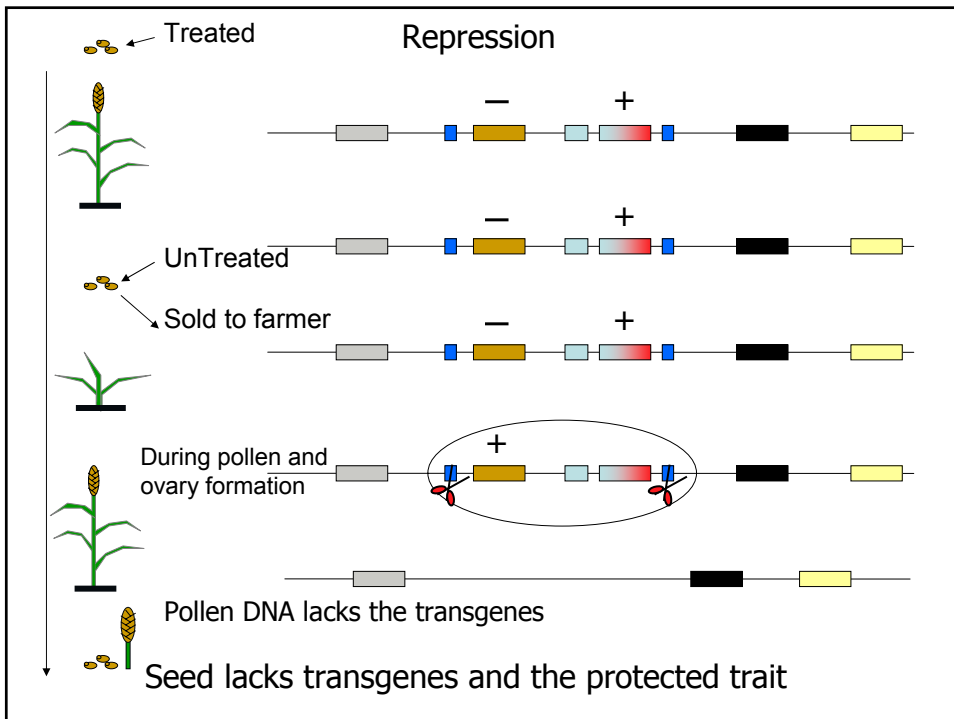 Treated
Repression
– +
– +
UnTreated
Sold to farmer
– +
During pollen and
ovary formation
+
Pollen DNA lacks the transgenes
Seed lacks transgenes and the protected trait